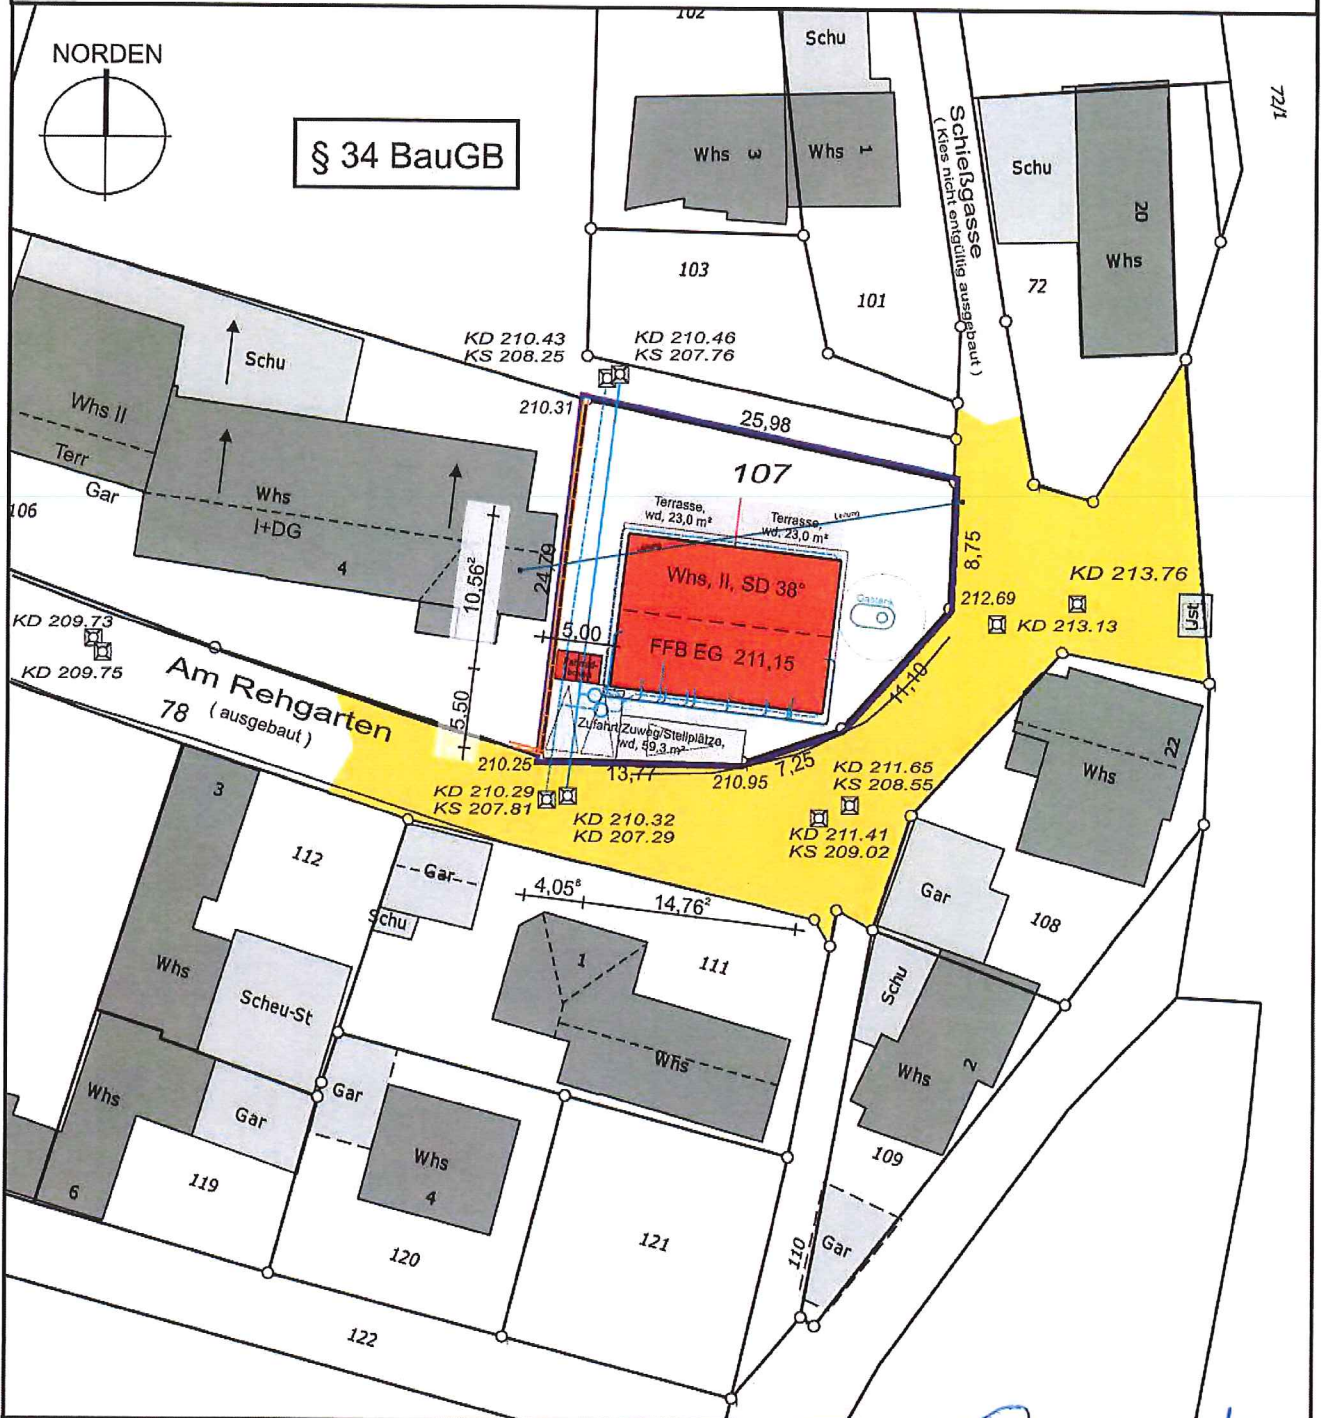 NORDEN
§ 34 BauGB
102
Schu
Whs 3
Whs 1
Schießgasse
( Kies nicht entgültig ausgebaut )
Schu
20
Whs
72/1
103
101
72
KD 210.43
KS 208.25
KD 210.46
KS 207.76
Schu
Whs II
Terr
Gar
106
Whs
I+DG
4
210.31
25,98
107
Terrasse,
wd, 23,0 m²
Terrasse,
wd. 23,0 m²
8,75
10,56²
24,79
5,00
5,50
Whs, II, SD 38°
FFB EG 211,15
Gastank
212.69
KD 213.76
KD 213.13
Ust
11,10
KD 209.73
KD 209.75
Am Rehgarten
78 ( ausgebaut )
Zufahrt/Zuweg/Stellplätze,
wd, 59,3 m²
210.25
13,77
210.95
7,25
KD 210.29
KS 207.81
KD 210.32
KD 207.29
KD 211.65
KS 208.55
KD 211.41
KS 209.02
22
Whs
3
112
Gar
Schu
4,05⁸
14,76²
Gar
108
Whs
Scheu-St
1
111
Whs
Schu
Whs
2
Whs
Gar
Gar
Whs
4
109
6
119
120
121
110
Gar
122